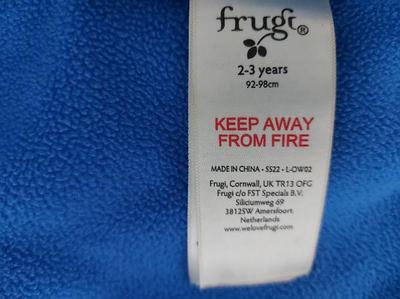 frugi®
2-3 years
92-98cm
KEEP AWAY
FROM FIRE
MADE IN CHINA • SS22 • L-OW02
Frugi, Cornwall, UK TR13 OFG
Frugi c/o FST Specials B.V.
Siliciumweg 69
3812SW Amersfoort.
Netherlands
www.welovefrugi.com